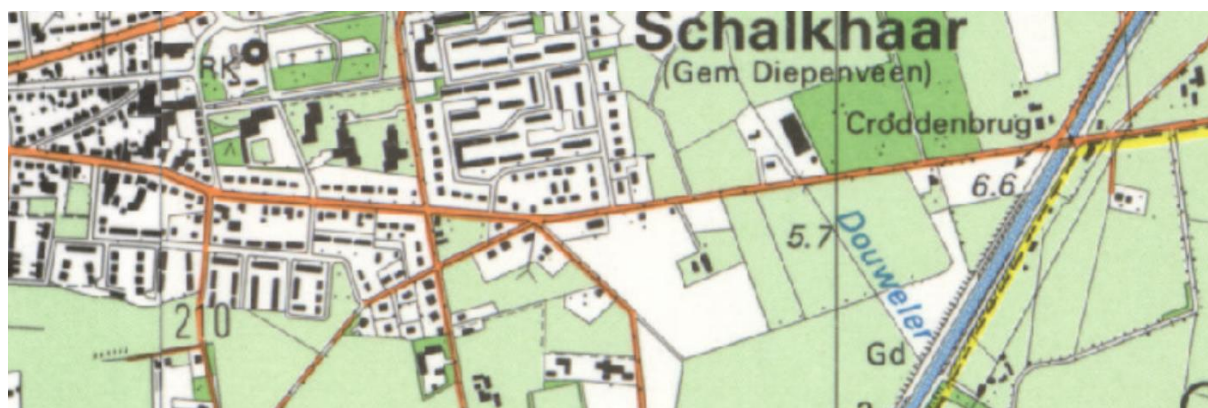 Schalkhaar
(Gem Diepenveen)
RK
Croddenbrug
6.6
5.7
Douweler
210
Gd